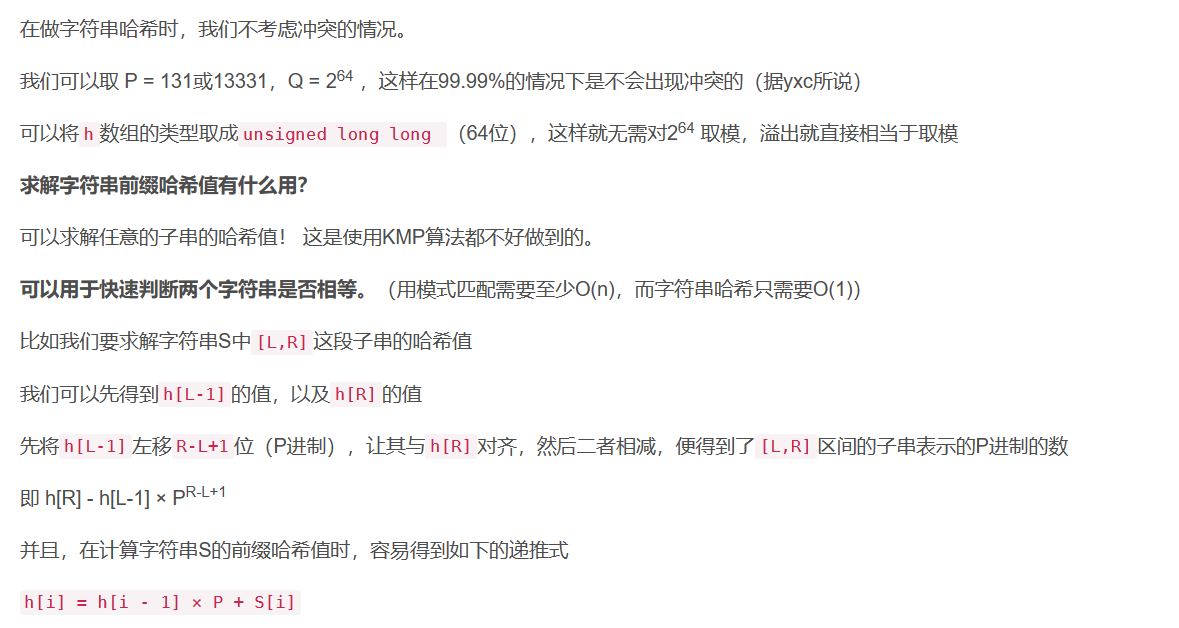 在做字符串哈希时，我们不考虑冲突的情况。
我们可以取 P = 131或13331，Q = 2^64 ，这样在99.99%的情况下是不会出现冲突的（据yxc所说）
可以将 h 数组的类型取成 unsigned long long （64位），这样就无需对2^64 取模，溢出就直接相当于取模
求解字符串前缀哈希值有什么用？
可以求解任意的子串的哈希值！ 这是使用KMP算法都不好做到的。
可以用于快速判断两个字符串是否相等。（用模式匹配需要至少O(n)，而字符串哈希只需要O(1)）
比如我们要求解字符串S中 [L,R] 这段子串的哈希值
我们可以先得到 h[L-1] 的值，以及 h[R] 的值
先将 h[L-1] 左移 R-L+1 位（P进制），让其与 h[R] 对齐，然后二者相减，便得到了 [L,R] 区间的子串表示的P进制的数
即 h[R] - h[L-1] × P^R-L+1
并且，在计算字符串S的前缀哈希值时，容易得到如下的递推式
h[i] = h[i - 1] × P + S[i]